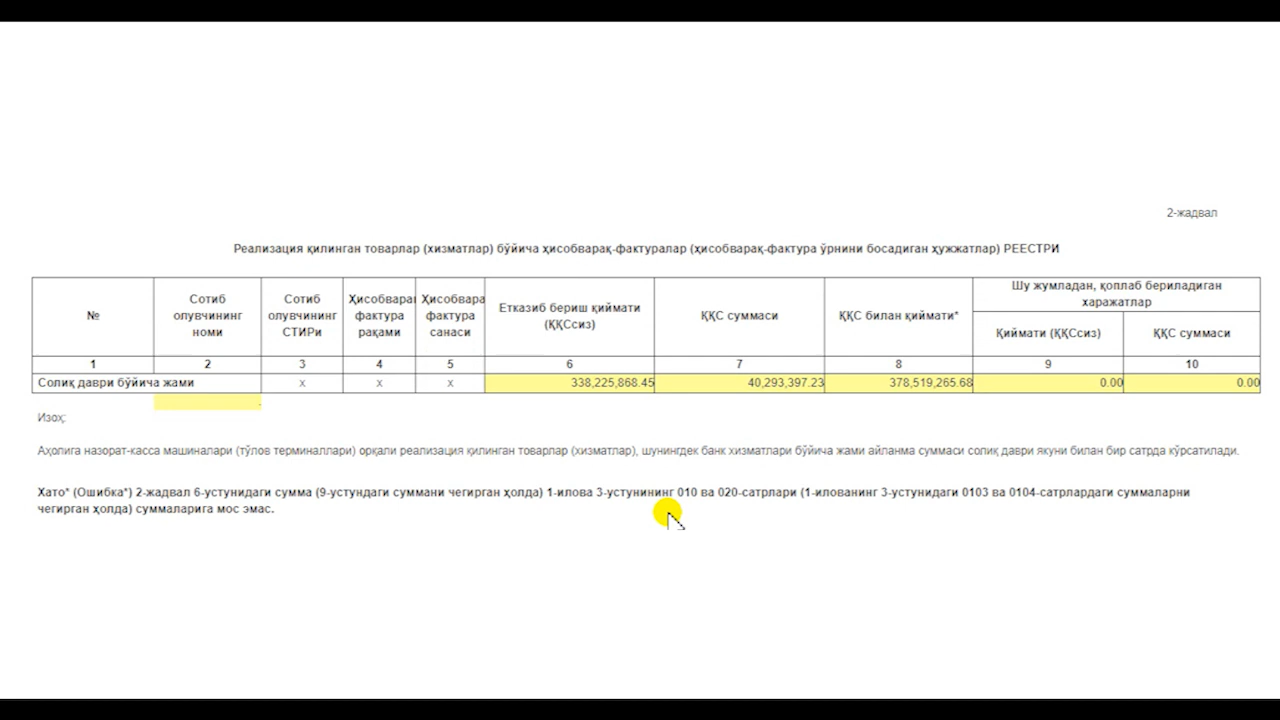 2-жадвал
Реализация қилинган товарлар (хизматлар) бўйича ҳисобварақ-фактуралар (ҳисобварақ-фактура ўрнини босадиган ҳужжатлар) РЕЕСТРИ
№
Сотиб
олувчининг
номи
Сотиб
олувчининг
СТИРи
Ҳисобвара
фактура
рақами
Ҳисобвара
фактура
санаси
Етказиб бериш қиймати
(ҚҚСсиз)
ҚҚС суммаси
ҚҚС билан қиймати*
Шу жумладан, қоплаб бериладиган
харажатлар
Қиймати (ҚҚСсиз)
ҚҚС суммаси
1 2 3 4 5 6 7 8 9 10
Солиқ даври бўйича жами x x x 338,225,868.45 40,293,397.23 378,519,265.68 0.00 0.00
Изоҳ:
Аҳолига назорат-касса машиналари (тўлов терминаллари) орқали реализация қилинган товарлар (хизматлар), шунингдек банк хизматлари бўйича жами айланма суммаси солиқ даври якуни билан бир сатрда кўрсатилади.
Хато* (Ошибка*) 2-жадвал 6-устунидаги сумма (9-устундаги суммани чегирган ҳолда) 1-илова 3-устунининг 010 ва 020-сатрлари (1-илованинг 3-устунидаги 0103 ва 0104-сатрлардаги суммаларни
чегирган ҳолда) суммаларига мос эмас.